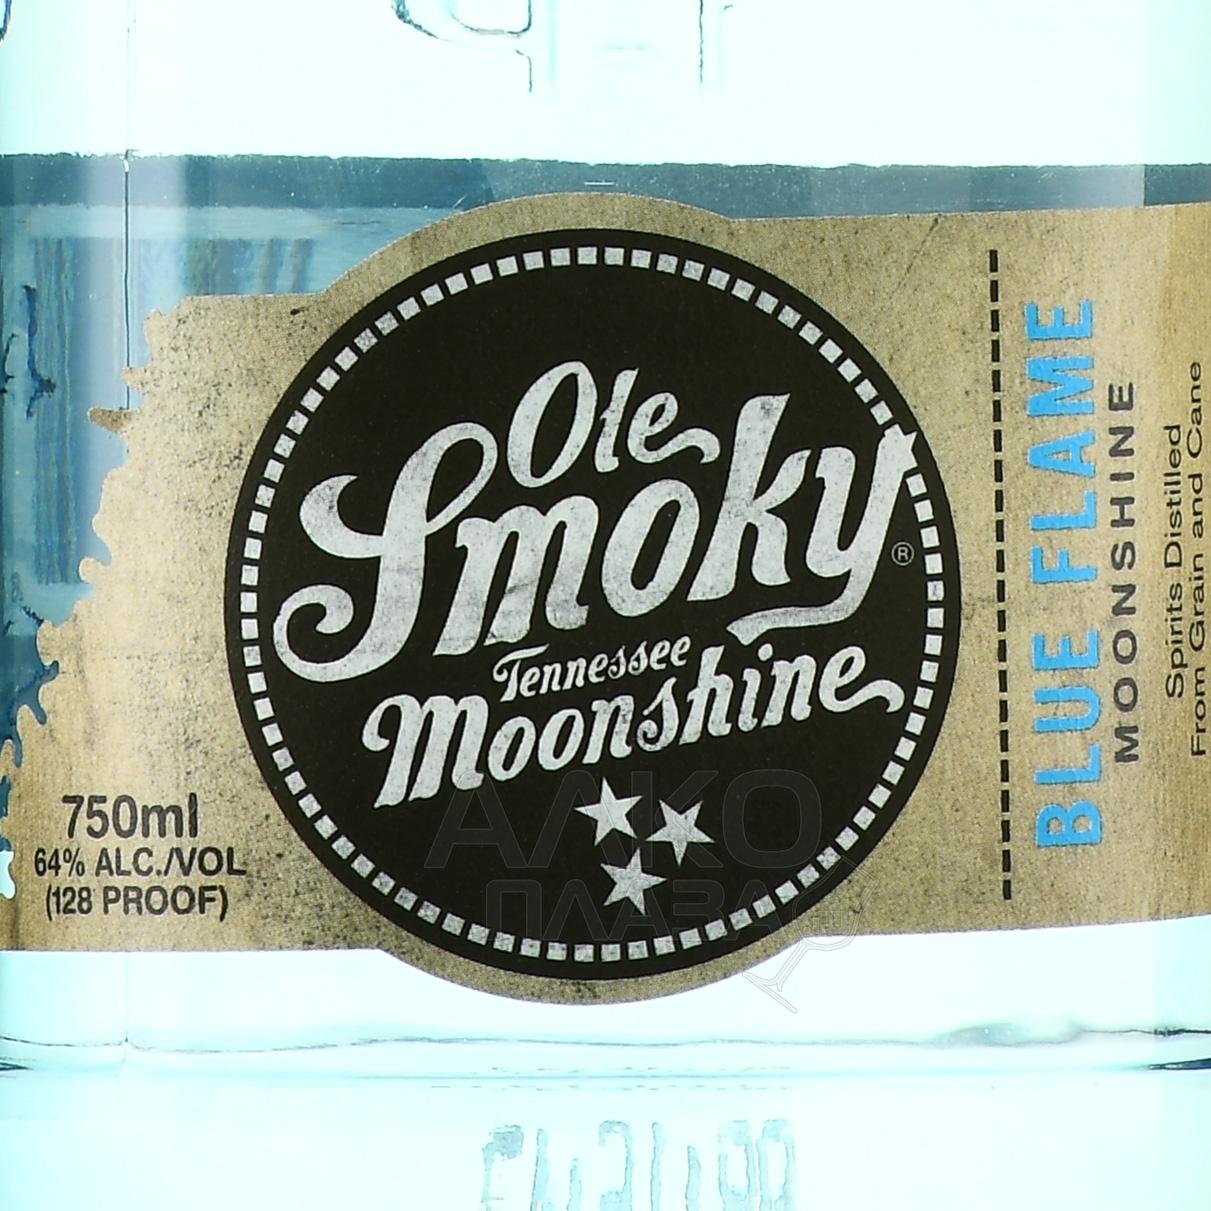 Ole
Smoky®
Tennessee
Moonshine
750ml
64% ALC./VOL
(128 PROOF)
BLUE FLAME
MOONSHINE
Spirits Distilled
From Grain and Cane
АЛКО
ПЛАЗА